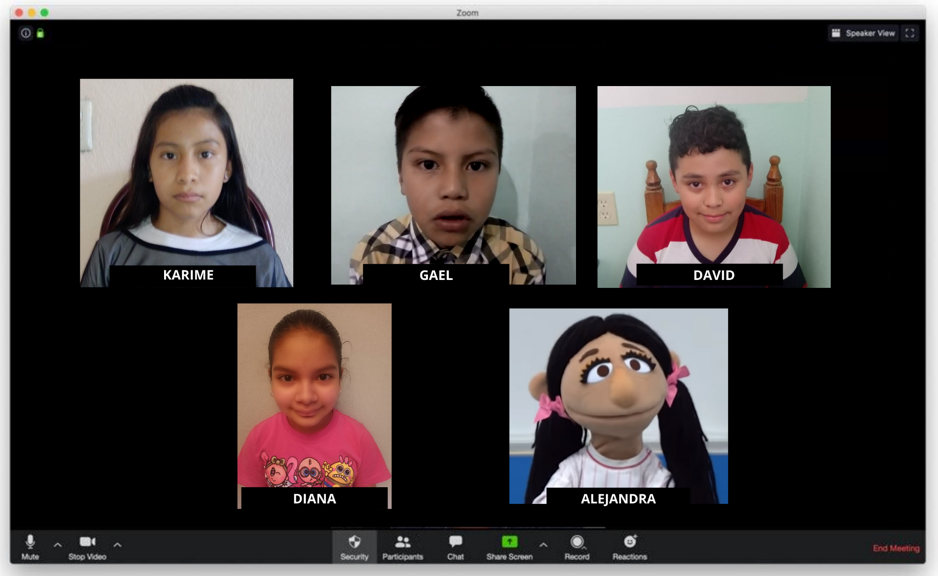 Zoom
Speaker View
KARIME
GAEL
DAVID
DIANA
ALEJANDRA
Mute
Stop Video
Security
Participants
Chat
Share Screen
Record
Reactions
End Meeting